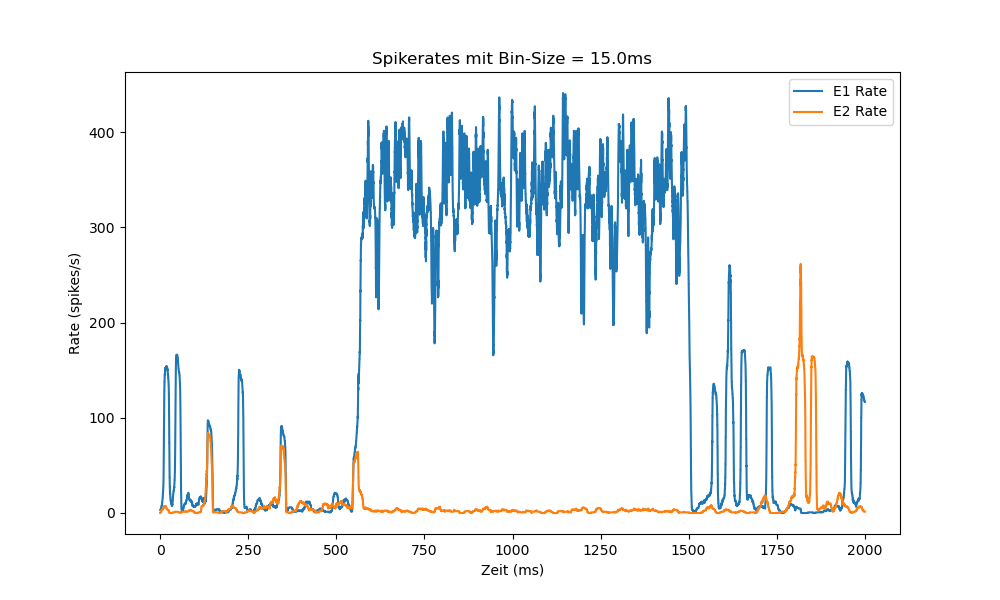 Spikerates mit Bin-Size = 15.0ms
E1 Rate
E2 Rate
Rate (spikes/s)
400
300
200
100
0
0 250 500 750 1000 1250 1500 1750 2000
Zeit (ms)